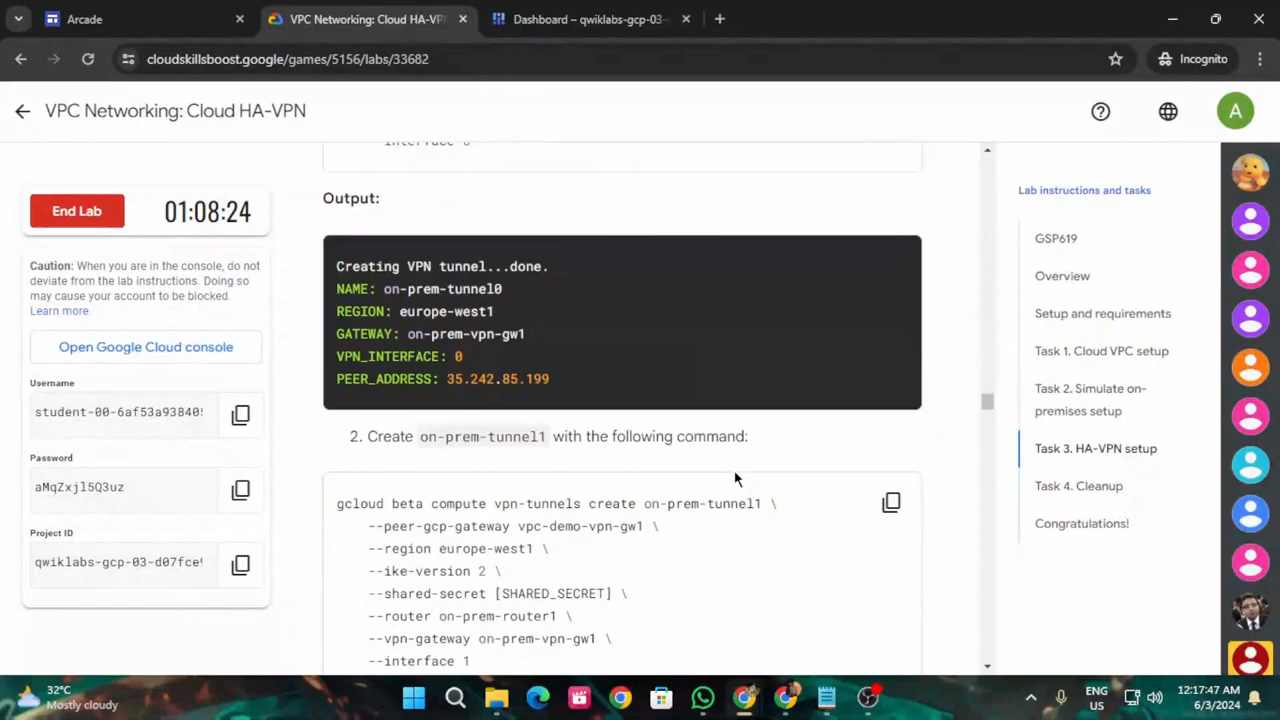 Arcade
VPC Networking: Cloud HA-VP
Dashboard – qwiklabs-gcp-03-
cloudskillsboost.google/games/5156/labs/33682
Incognito
VPC Networking: Cloud HA-VPN
A
End Lab
01:08:24
Caution: When you are in the console, do not
deviate from the lab instructions. Doing so
may cause your account to be blocked.
Learn more.
Open Google Cloud console
Username
student-00-6af53a93840
Password
aMqZxjl5Q3uz
Project ID
qwiklabs-gcp-03-d07fce
Output:
Creating VPN tunnel...done.
NAME: on-prem-tunnel0
REGION: europe-west1
GATEWAY: on-prem-vpn-gw1
VPN_INTERFACE: 0
PEER_ADDRESS: 35.242.85.199
2. Create on-prem-tunnel1 with the following command:
gcloud beta compute vpn-tunnels create on-prem-tunnel1 \
--peer-gcp-gateway vpc-demo-vpn-gw1 \
--region europe-west1 \
--ike-version 2 \
--shared-secret [SHARED_SECRET] \
--router on-prem-router1 \
--vpn-gateway on-prem-vpn-gw1 \
--interface 1
Lab instructions and tasks
GSP619
Overview
Setup and requirements
Task 1. Cloud VPC setup
Task 2. Simulate on-
premises setup
Task 3. HA-VPN setup
Task 4. Cleanup
Congratulations!
32°C
Mostly cloudy
ENG
US
12:17:47 AM
6/3/2024